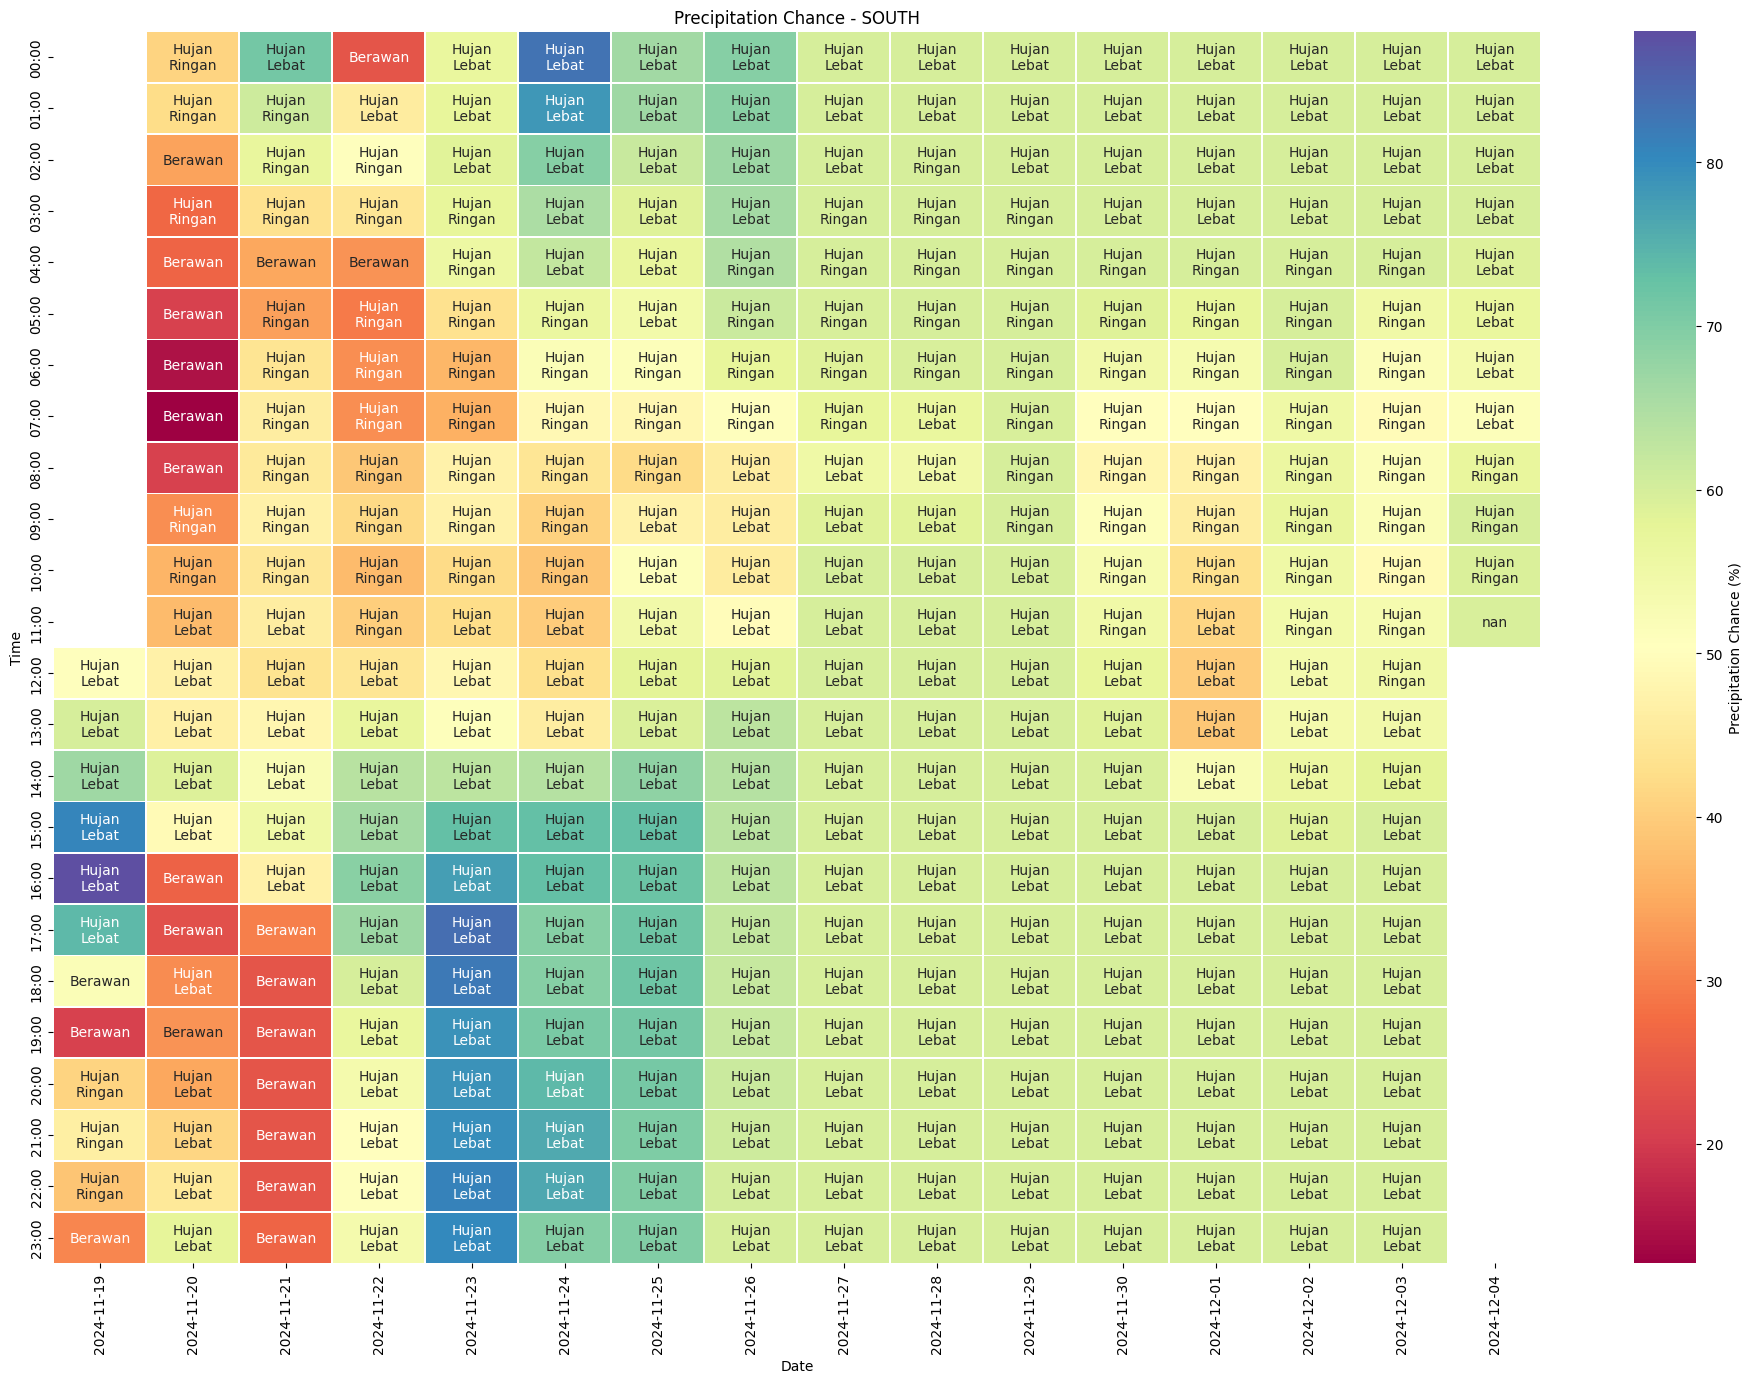 Precipitation Chance - SOUTH
00:00 Hujan Ringan Hujan Lebat Berawan Hujan Lebat Hujan Lebat Hujan Lebat Hujan Lebat Hujan Lebat Hujan Lebat Hujan Lebat Hujan Lebat Hujan Lebat Hujan Lebat Hujan Lebat Hujan Lebat
01:00 Hujan Ringan Hujan Ringan Hujan Lebat Hujan Lebat Hujan Lebat Hujan Lebat Hujan Lebat Hujan Lebat Hujan Lebat Hujan Lebat Hujan Lebat Hujan Lebat Hujan Lebat Hujan Lebat Hujan Lebat
02:00 Berawan Hujan Ringan Hujan Ringan Hujan Lebat Hujan Lebat Hujan Lebat Hujan Lebat Hujan Lebat Hujan Ringan Hujan Lebat Hujan Lebat Hujan Lebat Hujan Lebat Hujan Lebat Hujan Lebat
03:00 Hujan Ringan Hujan Ringan Hujan Ringan Hujan Ringan Hujan Lebat Hujan Lebat Hujan Lebat Hujan Ringan Hujan Ringan Hujan Ringan Hujan Lebat Hujan Lebat Hujan Lebat Hujan Lebat Hujan Lebat
04:00 Berawan Berawan Berawan Hujan Ringan Hujan Lebat Hujan Lebat Hujan Ringan Hujan Ringan Hujan Ringan Hujan Ringan Hujan Ringan Hujan Ringan Hujan Ringan Hujan Ringan Hujan Lebat
05:00 Berawan Hujan Ringan Hujan Ringan Hujan Ringan Hujan Ringan Hujan Lebat Hujan Ringan Hujan Ringan Hujan Ringan Hujan Ringan Hujan Ringan Hujan Ringan Hujan Ringan Hujan Ringan Hujan Lebat
06:00 Berawan Hujan Ringan Hujan Ringan Hujan Ringan Hujan Ringan Hujan Ringan Hujan Ringan Hujan Ringan Hujan Ringan Hujan Ringan Hujan Ringan Hujan Ringan Hujan Ringan Hujan Ringan Hujan Lebat
07:00 Berawan Hujan Ringan Hujan Ringan Hujan Ringan Hujan Ringan Hujan Ringan Hujan Ringan Hujan Ringan Hujan Lebat Hujan Ringan Hujan Ringan Hujan Ringan Hujan Ringan Hujan Ringan Hujan Lebat
08:00 Berawan Hujan Ringan Hujan Ringan Hujan Ringan Hujan Ringan Hujan Ringan Hujan Lebat Hujan Lebat Hujan Lebat Hujan Ringan Hujan Ringan Hujan Ringan Hujan Ringan Hujan Ringan Hujan Ringan
09:00 Hujan Ringan Hujan Ringan Hujan Ringan Hujan Ringan Hujan Ringan Hujan Lebat Hujan Lebat Hujan Lebat Hujan Lebat Hujan Ringan Hujan Ringan Hujan Ringan Hujan Ringan Hujan Ringan Hujan Ringan
10:00 Hujan Ringan Hujan Ringan Hujan Ringan Hujan Ringan Hujan Ringan Hujan Lebat Hujan Lebat Hujan Lebat Hujan Lebat Hujan Lebat Hujan Ringan Hujan Ringan Hujan Ringan Hujan Ringan Hujan Ringan
11:00 Hujan Lebat Hujan Lebat Hujan Ringan Hujan Lebat Hujan Lebat Hujan Lebat Hujan Lebat Hujan Lebat Hujan Lebat Hujan Lebat Hujan Ringan Hujan Lebat Hujan Ringan Hujan Ringan nan
Time
12:00 Hujan Lebat Hujan Lebat Hujan Lebat Hujan Lebat Hujan Lebat Hujan Lebat Hujan Lebat Hujan Lebat Hujan Lebat Hujan Lebat Hujan Lebat Hujan Lebat Hujan Lebat Hujan Lebat Hujan Ringan
13:00 Hujan Lebat Hujan Lebat Hujan Lebat Hujan Lebat Hujan Lebat Hujan Lebat Hujan Lebat Hujan Lebat Hujan Lebat Hujan Lebat Hujan Lebat Hujan Lebat Hujan Lebat Hujan Lebat Hujan Lebat
14:00 Hujan Lebat Hujan Lebat Hujan Lebat Hujan Lebat Hujan Lebat Hujan Lebat Hujan Lebat Hujan Lebat Hujan Lebat Hujan Lebat Hujan Lebat Hujan Lebat Hujan Lebat Hujan Lebat Hujan Lebat
15:00 Hujan Lebat Hujan Lebat Hujan Lebat Hujan Lebat Hujan Lebat Hujan Lebat Hujan Lebat Hujan Lebat Hujan Lebat Hujan Lebat Hujan Lebat Hujan Lebat Hujan Lebat Hujan Lebat Hujan Lebat
16:00 Hujan Lebat Berawan Hujan Lebat Hujan Lebat Hujan Lebat Hujan Lebat Hujan Lebat Hujan Lebat Hujan Lebat Hujan Lebat Hujan Lebat Hujan Lebat Hujan Lebat Hujan Lebat Hujan Lebat
17:00 Hujan Lebat Berawan Berawan Hujan Lebat Hujan Lebat Hujan Lebat Hujan Lebat Hujan Lebat Hujan Lebat Hujan Lebat Hujan Lebat Hujan Lebat Hujan Lebat Hujan Lebat Hujan Lebat
18:00 Berawan Hujan Lebat Berawan Hujan Lebat Hujan Lebat Hujan Lebat Hujan Lebat Hujan Lebat Hujan Lebat Hujan Lebat Hujan Lebat Hujan Lebat Hujan Lebat Hujan Lebat Hujan Lebat
19:00 Berawan Berawan Berawan Hujan Lebat Hujan Lebat Hujan Lebat Hujan Lebat Hujan Lebat Hujan Lebat Hujan Lebat Hujan Lebat Hujan Lebat Hujan Lebat Hujan Lebat Hujan Lebat
20:00 Hujan Ringan Hujan Lebat Berawan Hujan Lebat Hujan Lebat Hujan Lebat Hujan Lebat Hujan Lebat Hujan Lebat Hujan Lebat Hujan Lebat Hujan Lebat Hujan Lebat Hujan Lebat Hujan Lebat
21:00 Hujan Ringan Hujan Lebat Berawan Hujan Lebat Hujan Lebat Hujan Lebat Hujan Lebat Hujan Lebat Hujan Lebat Hujan Lebat Hujan Lebat Hujan Lebat Hujan Lebat Hujan Lebat Hujan Lebat
22:00 Hujan Ringan Hujan Lebat Berawan Hujan Lebat Hujan Lebat Hujan Lebat Hujan Lebat Hujan Lebat Hujan Lebat Hujan Lebat Hujan Lebat Hujan Lebat Hujan Lebat Hujan Lebat Hujan Lebat
23:00 Berawan Hujan Lebat Berawan Hujan Lebat Hujan Lebat Hujan Lebat Hujan Lebat Hujan Lebat Hujan Lebat Hujan Lebat Hujan Lebat Hujan Lebat Hujan Lebat Hujan Lebat Hujan Lebat
2024-11-19 2024-11-20 2024-11-21 2024-11-22 2024-11-23 2024-11-24 2024-11-25 2024-11-26 2024-11-27 2024-11-28 2024-11-29 2024-11-30 2024-12-01 2024-12-02 2024-12-03 2024-12-04
Date
80
70
60
50
40
30
20
Precipitation Chance (%)